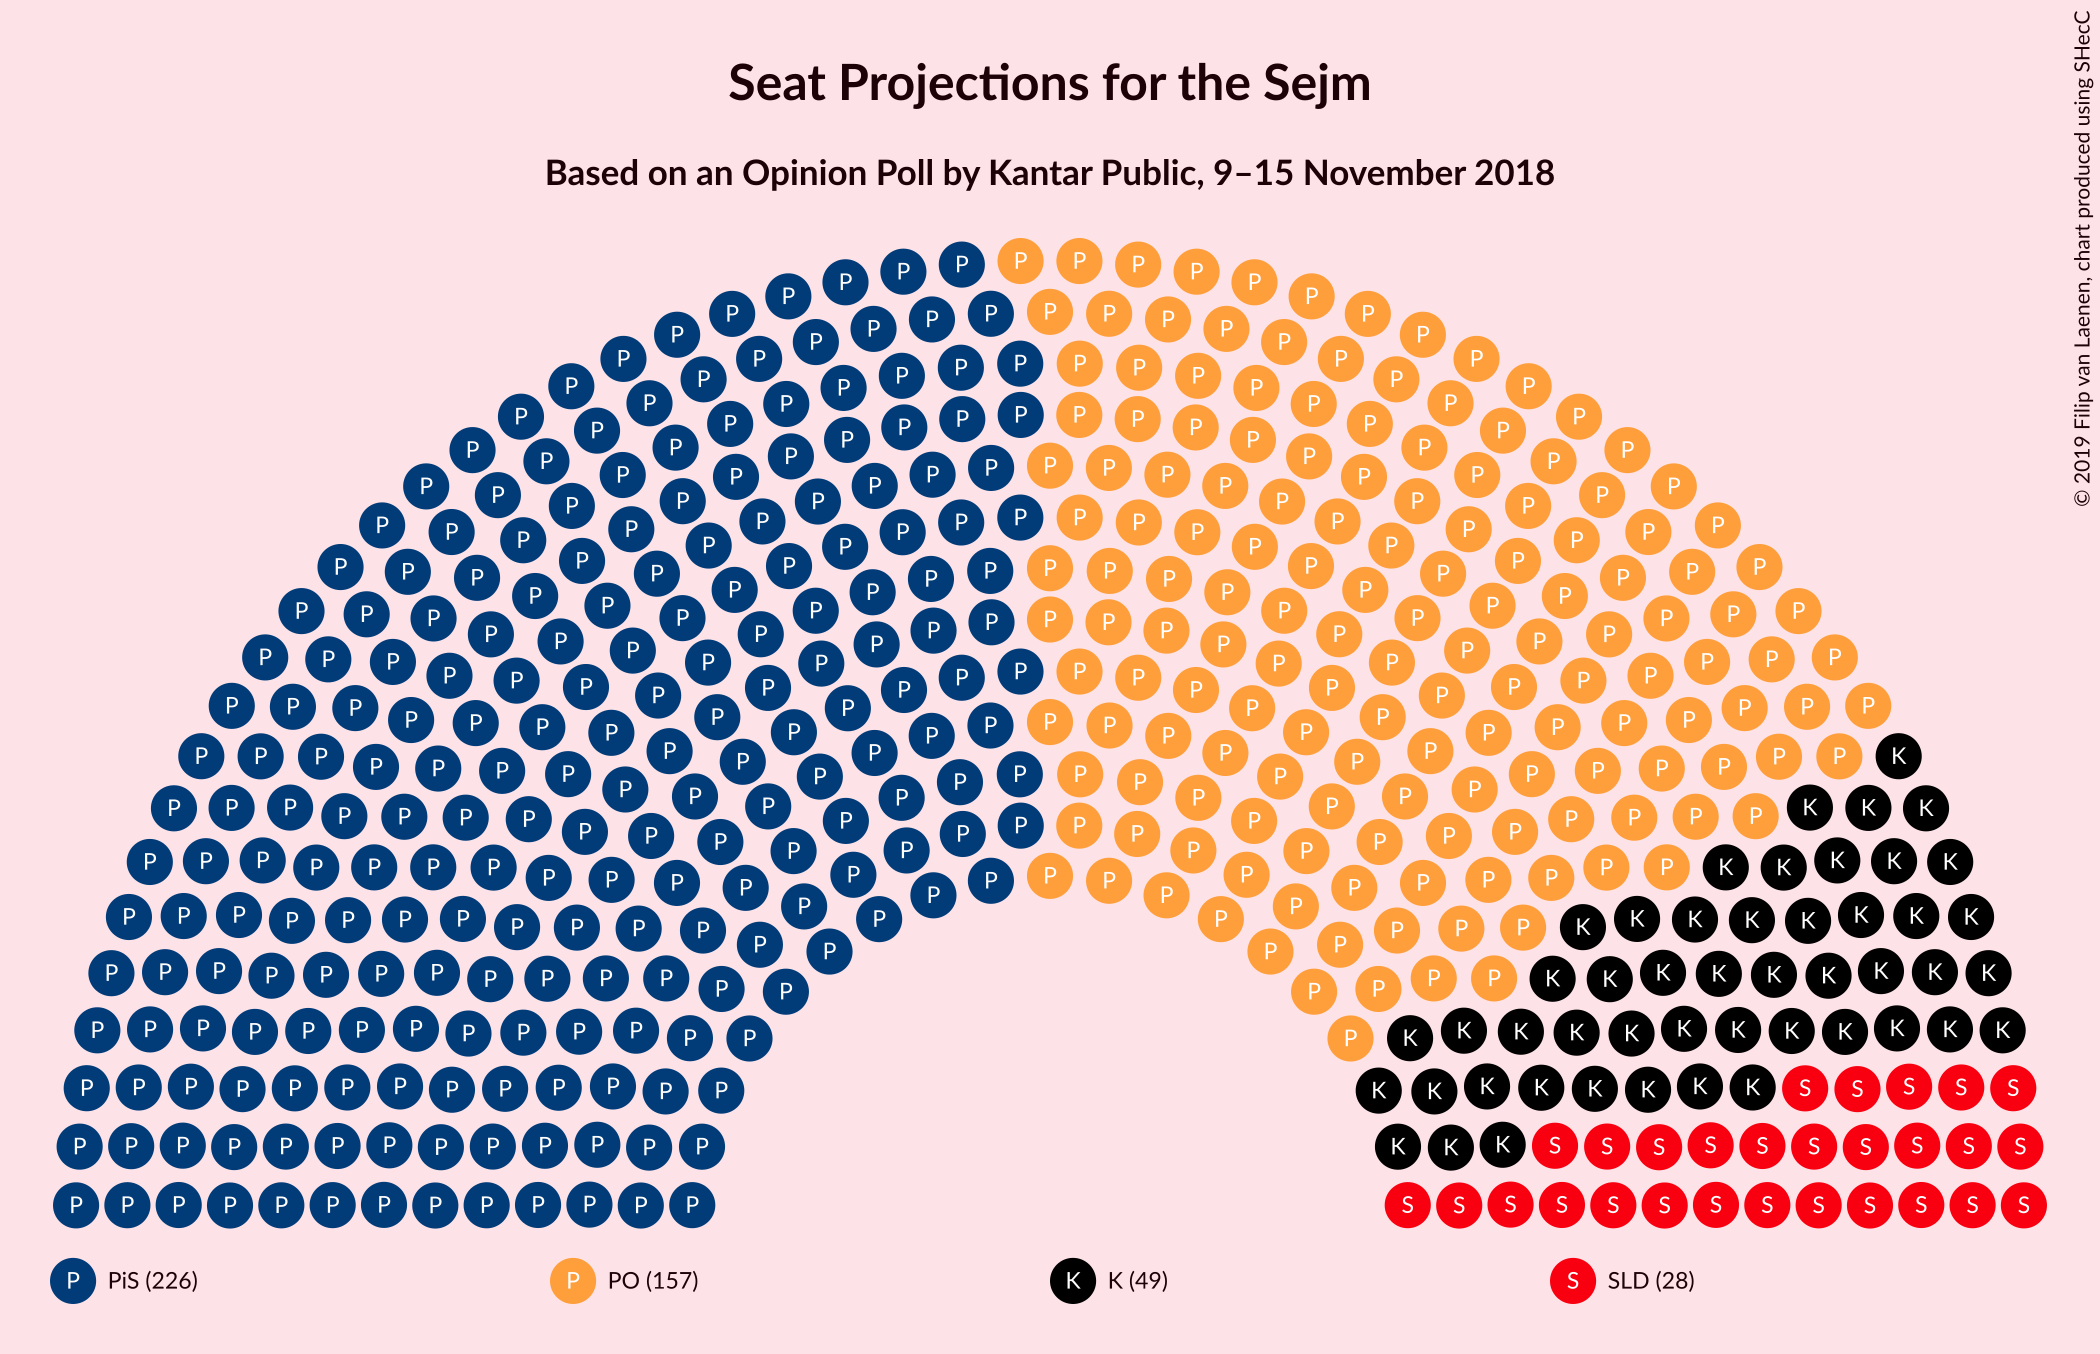 Seat Projections for the Sejm
Based on an Opinion Poll by Kantar Public, 9–15 November 2018
© 2019 Filip van Laenen, chart produced using SHecC
P PiS (226)
P PO (157)
K K (49)
S SLD (28)